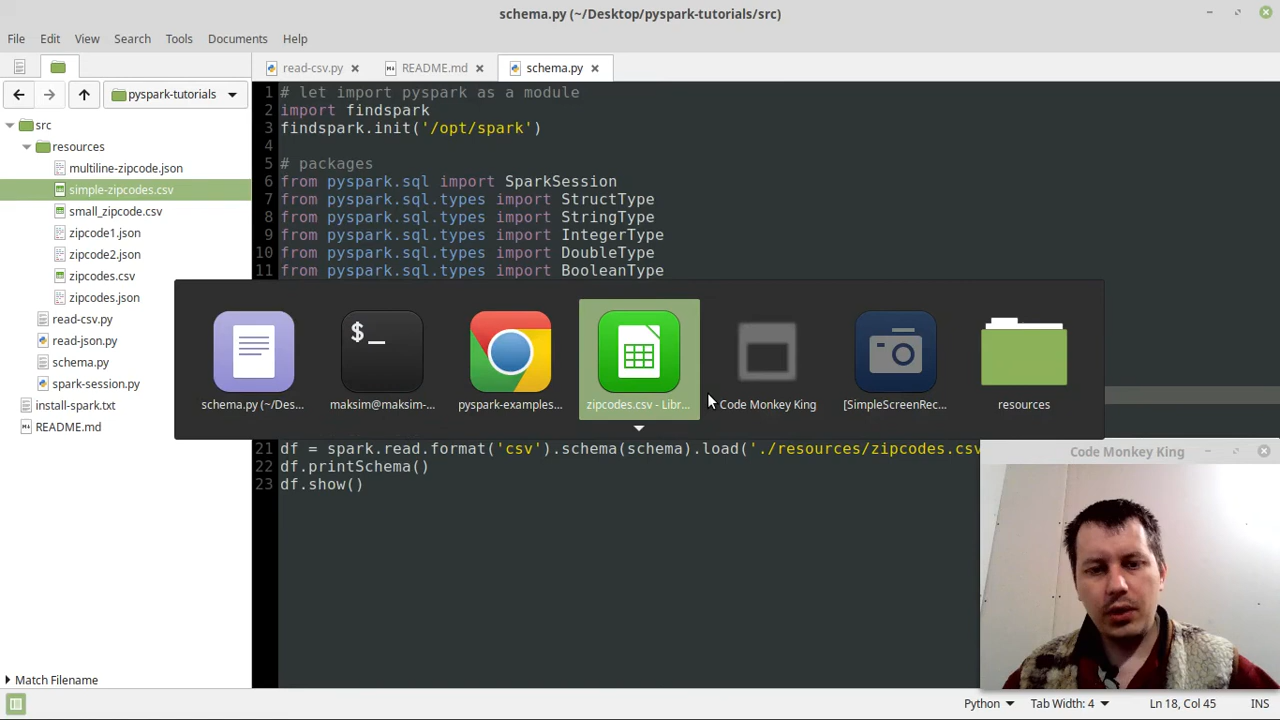 schema.py (~/Desktop/pyspark-tutorials/src)
File Edit View Search Tools Documents Help
read-csv.py README.md schema.py
pyspark-tutorials
src
resources
multiline-zipcode.json
simple-zipcodes.csv
small_zipcode.csv
zipcode1.json
zipcode2.json
zipcodes.csv
zipcodes.json
read-csv.py
read-json.py
schema.py
spark-session.py
install-spark.txt
README.md
Match Filename
1 # let import pyspark as a module
2 import findspark
3 findspark.init('/opt/spark')
4
5 # packages
6 from pyspark.sql import SparkSession
7 from pyspark.sql.types import StructType
8 from pyspark.sql.types import StringType
9 from pyspark.sql.types import IntegerType
10 from pyspark.sql.types import DoubleType
11 from pyspark.sql.types import BooleanType
$_
schema.py (~/Des... maksim@maksim-... pyspark-examples... zipcodes.csv - Libr... Code Monkey King [SimpleScreenRec... resources
21 df = spark.read.format('csv').schema(schema).load('./resources/zipcodes.csv
22 df.printSchema()
23 df.show()
Code Monkey King
Python Tab Width: 4 Ln 18, Col 45 INS